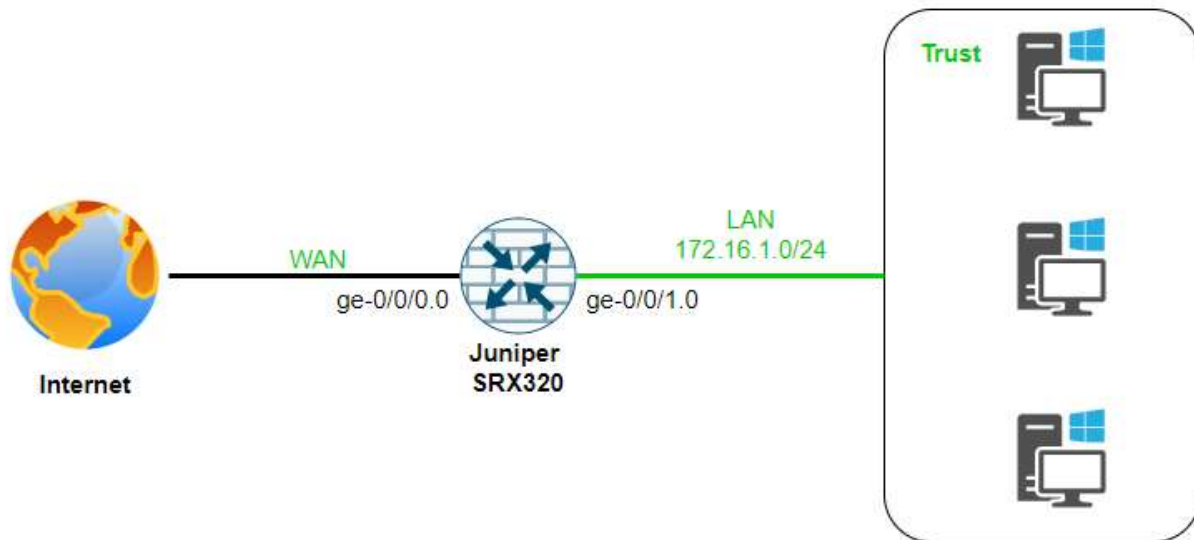 Trust
LAN
172.16.1.0/24
WAN
ge-0/0/0.0
ge-0/0/1.0
Juniper
SRX320
Internet